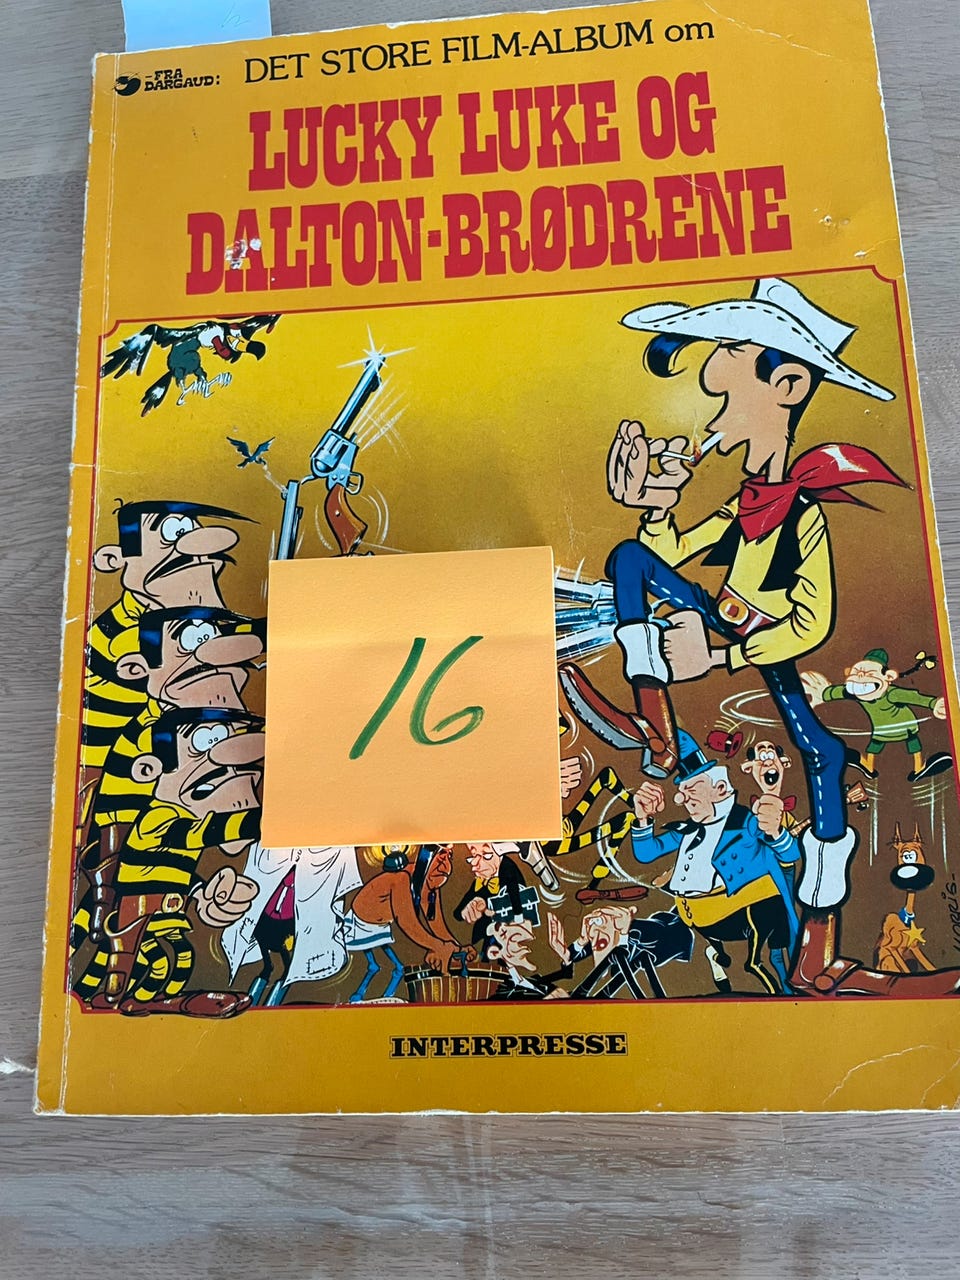 -FRA
DARGAUD:
DET STORE FILM-ALBUM om
LUCKY LUKE OG
DALTON-BRØDRENE
16
MORRIS-
INTERPRESSE